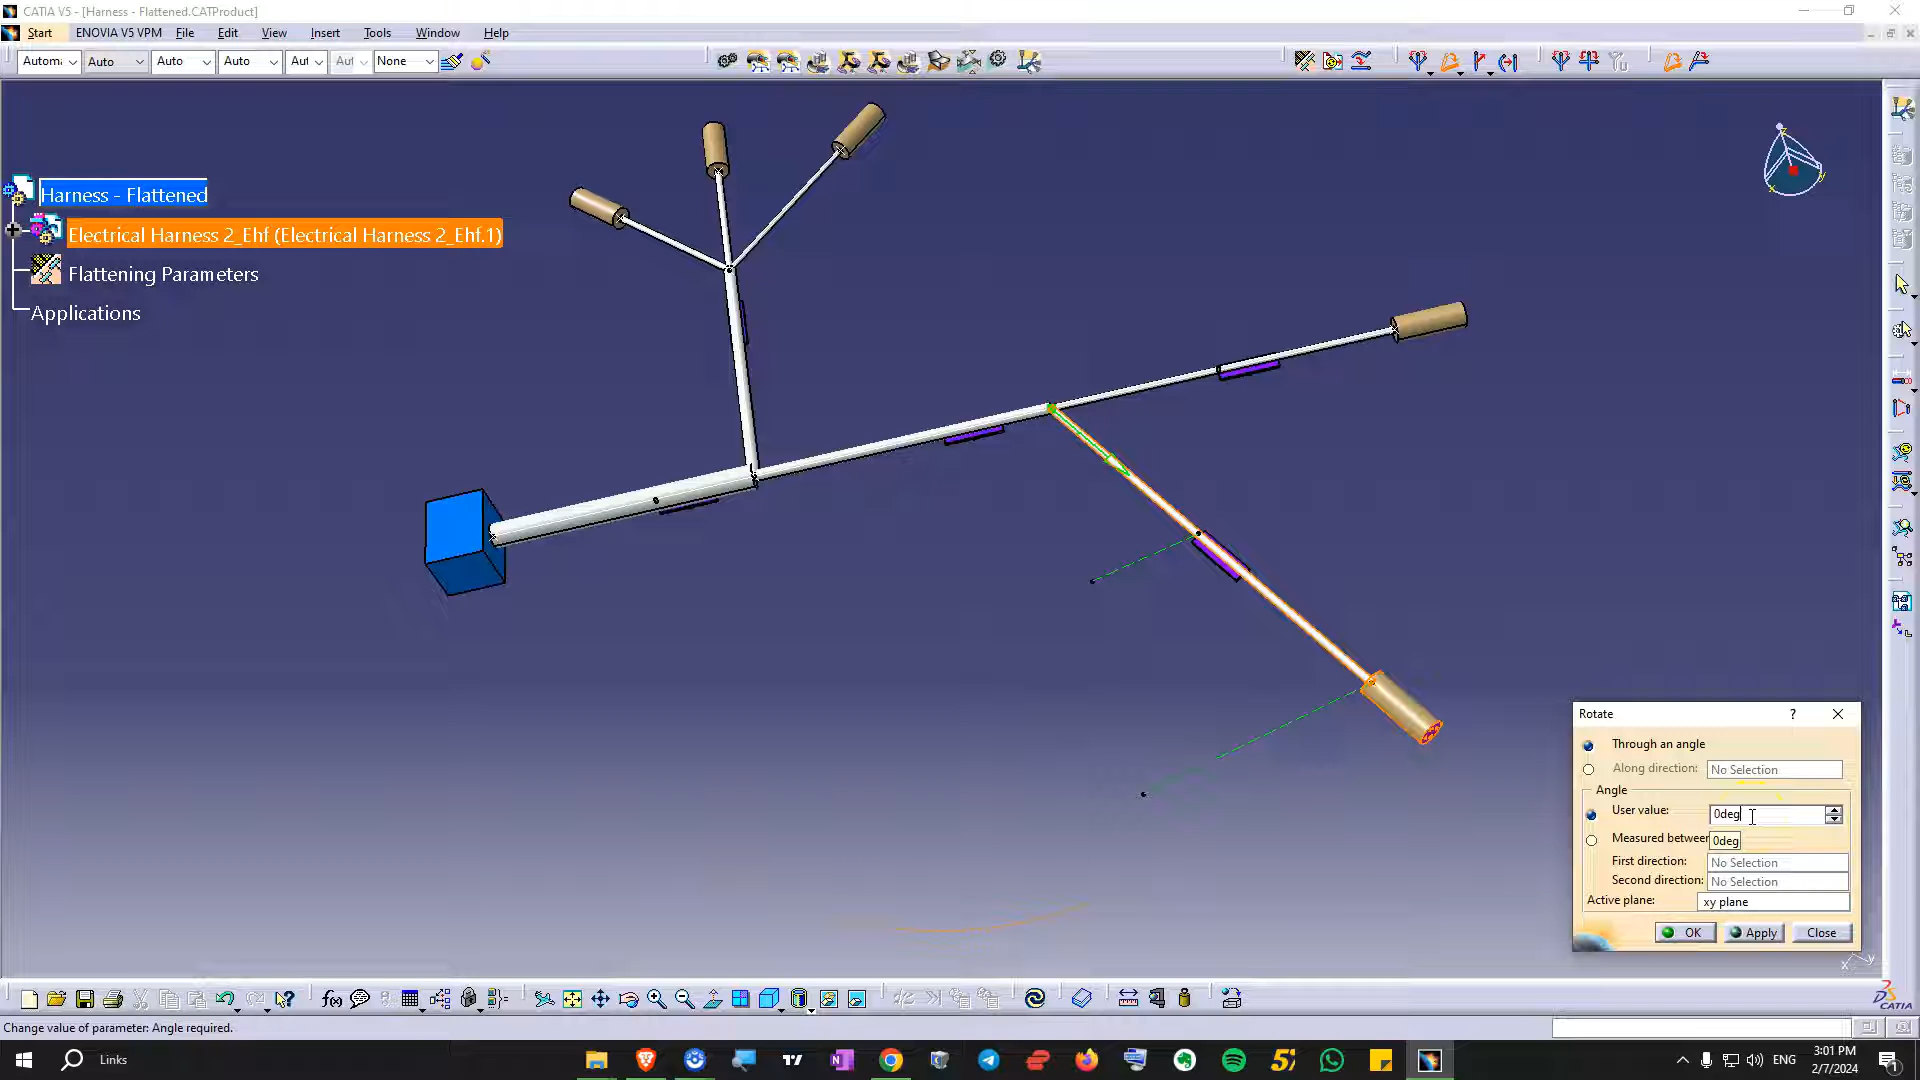 CATIA V5 - [Harness - Flattened.CATProduct]
Start ENOVIA V5 VPM File Edit View Insert Tools Window Help
Automa Auto Auto Auto Aut Aut None
Harness - Flattened
Electrical Harness 2_Ehf (Electrical Harness 2_Ehf.1)
Flattening Parameters
Applications
Rotate
Through an angle
Along direction: No Selection
Angle
User value: 0deg
Measured between
0deg
First direction: No Selection
Second direction: No Selection
Active plane: xy plane
OK Apply Close
Change value of parameter: Angle required.
CATIA
Links
ENG
3:01 PM
2/7/2024